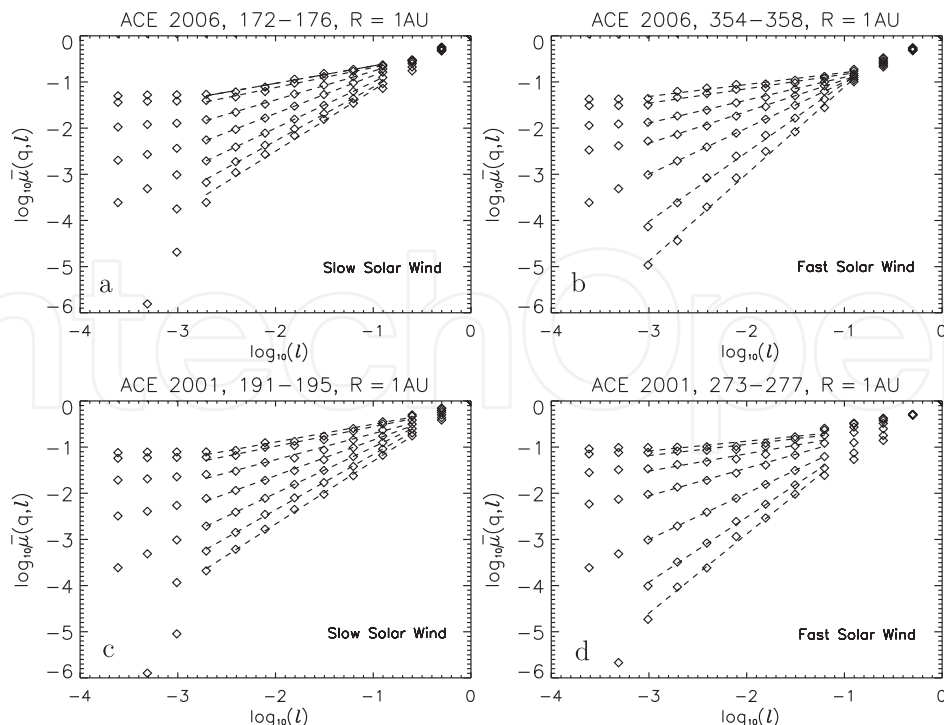 ACE 2006, 172−176, R = 1AU
0
−1
−2
−3
−4
−5
−6
log₁₀μ̄(q,l)
a
Slow Solar Wind
−4 −3 −2 −1 0
log₁₀(l)
ACE 2006, 354−358, R = 1AU
0
−1
−2
−3
−4
−5
−6
log₁₀μ̄(q,l)
b
Fast Solar Wind
−4 −3 −2 −1 0
log₁₀(l)
ACE 2001, 191−195, R = 1AU
0
−1
−2
−3
−4
−5
−6
log₁₀μ̄(q,l)
c
Slow Solar Wind
−4 −3 −2 −1 0
log₁₀(l)
ACE 2001, 273−277, R = 1AU
0
−1
−2
−3
−4
−5
−6
log₁₀μ̄(q,l)
d
Fast Solar Wind
−4 −3 −2 −1 0
log₁₀(l)
ntechOpe